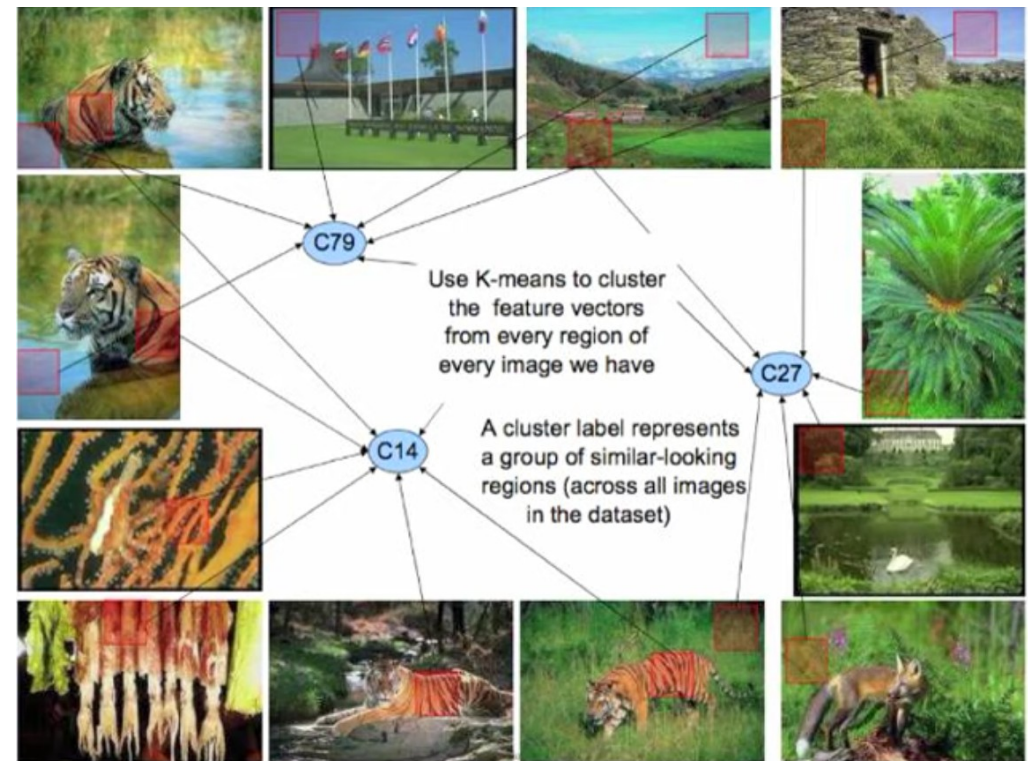 C79
Use K-means to cluster
the feature vectors
from every region of
every image we have
C27
C14
A cluster label represents
a group of similar-looking
regions (across all images
in the dataset)